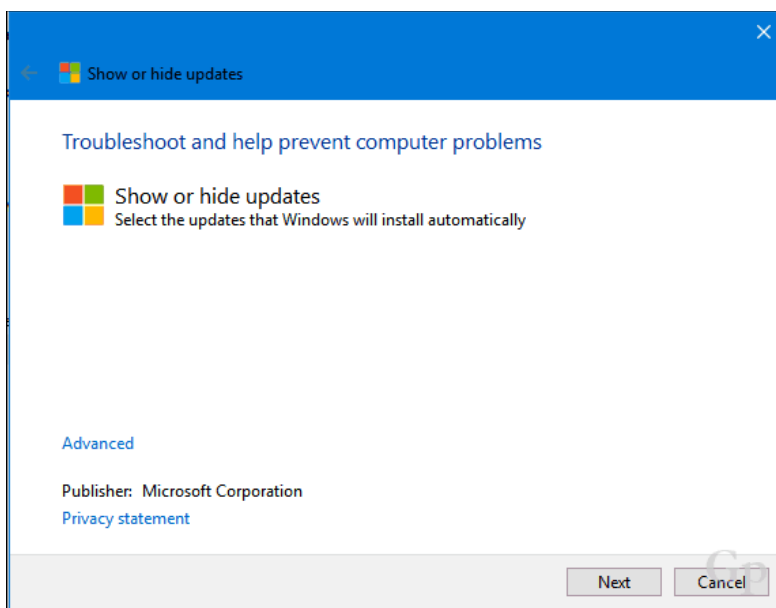 Show or hide updates
Troubleshoot and help prevent computer problems
Show or hide updates
Select the updates that Windows will install automatically
Advanced
Publisher: Microsoft Corporation
Privacy statement
Next
Cancel
Gp